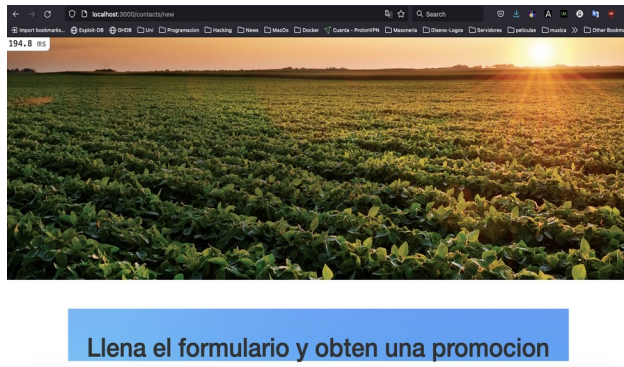 localhost:3000/contacts/new
Search
Import bookmarks... Exploit-DB GHDB Uni Programacion Hacking News MacOs Docker Cuenta - ProtonVPN Masoneria Diseno-Logos Servidores peliculas musica Other Bookma
194.8 ms
Llena el formulario y obten una promocion